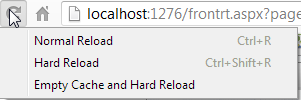 localhost:1276/frontrt.aspx?page
Normal Reload Ctrl+R
Hard Reload Ctrl+Shift+R
Empty Cache and Hard Reload